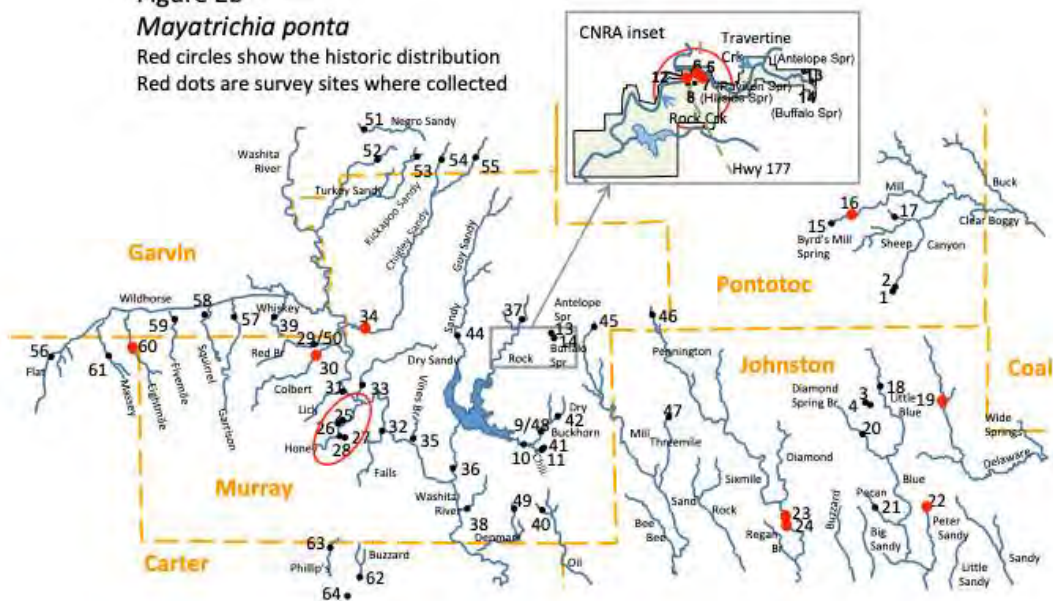 Mayatrichia ponta
Red circles show the historic distribution
Red dots are survey sites where collected
CNRA inset
Travertine
Crk
(Antelope Spr)
12
6
5
13
7
8
(Hillside Spr)
14
(Buffalo Spr)
Rock Crk
Hwy 177
51
Negro Sandy
Washita
River
52
53
54
55
Turkey Sandy
Kickapoo Sandy
Chigley Sandy
Guy Sandy
Garvin
Wildhorse
58
59
57
Whiskey
39
34
29/50
56
Flat
60
61
Red Br
30
Massey
Eightmile
Fivemile
Squirrel
Garrison
Colbert
31
33
Dry Sandy
Lick
25
26
27
28
Honey
32
Vines Br
35
Falls
Sandy
44
37
Antelope
Spr
13
14
Buffalo
Spr
Rock
45
46
Pennington
9/48
Dry
42
Buckhorn
41
10
11
36
Washita
River
38
49
40
Oil
Murray
Carter
63
Phillip's
Buzzard
62
64
47
Mill
Threemile
Sixmile
Sand
Rock
Bee
Bee
Diamond
23
24
Regan
Br
Buzzard
Mill
16
15
Byrd's Mill
Spring
17
Buck
Clear Boggy
Sheep
Canyon
2
1
Pontotoc
Johnston
Coal
Diamond
Spring Br
3
4
18
Little
Blue
19
20
Wide
Springs
Delaware
Blue
Pecan
21
22
Big
Sandy
Peter
Sandy
Little
Sandy
Sandy